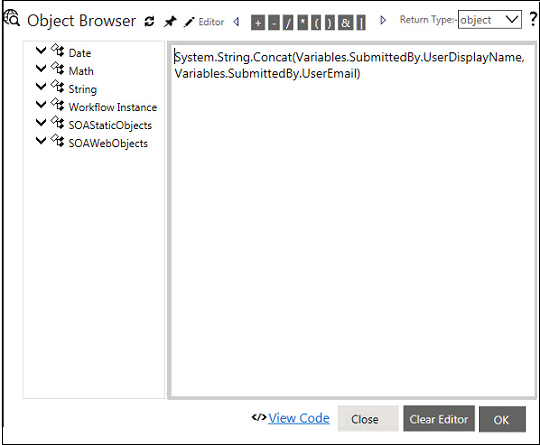 Object Browser Editor + - / * ( ) & | Return Type:- object ?
Date
Math
String
Workflow Instance
SOAStaticObjects
SOAWebObjects
System.String.Concat(Variables.SubmittedBy.UserDisplayName,
Variables.SubmittedBy.UserEmail)
</> View Code Close Clear Editor OK